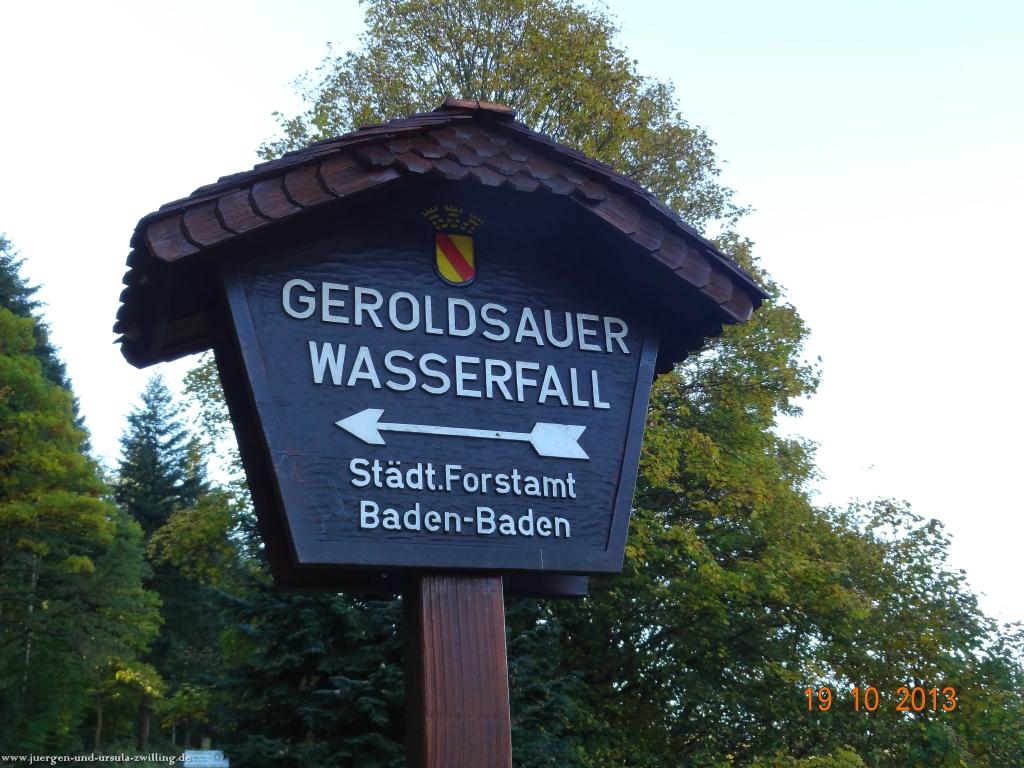 GEROLDSAUER
WASSERFALL
Städt.Forstamt
Baden-Baden
19 10 2013
www.juergen-und-ursula-zwilling.de